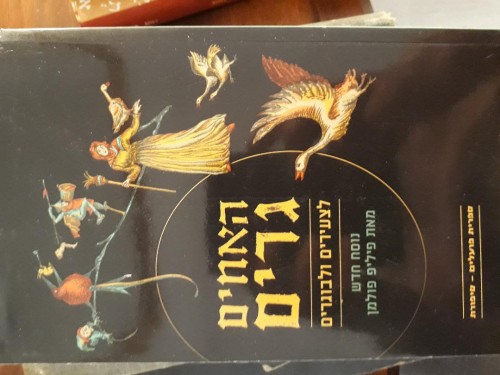 האחים
גרים
לצעירים ולבוגרים
נוסח חדש
מאת פיליפ פולמן
ספרית פועלים – סיפורת